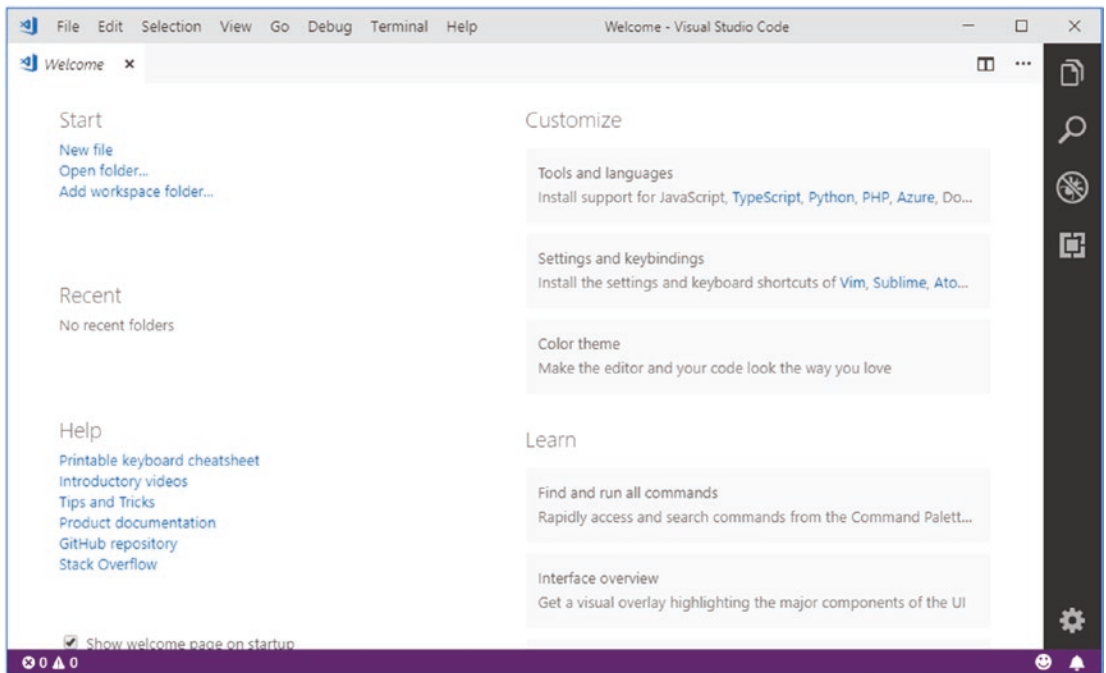 File Edit Selection View Go Debug Terminal Help Welcome - Visual Studio Code
Welcome
Start
New file
Open folder...
Add workspace folder...
Recent
No recent folders
Help
Printable keyboard cheatsheet
Introductory videos
Tips and Tricks
Product documentation
GitHub repository
Stack Overflow
Show welcome page on startup
Customize
Tools and languages
Install support for JavaScript, TypeScript, Python, PHP, Azure, Do...
Settings and keybindings
Install the settings and keyboard shortcuts of Vim, Sublime, Ato...
Color theme
Make the editor and your code look the way you love
Learn
Find and run all commands
Rapidly access and search commands from the Command Palett...
Interface overview
Get a visual overlay highlighting the major components of the UI
0 0